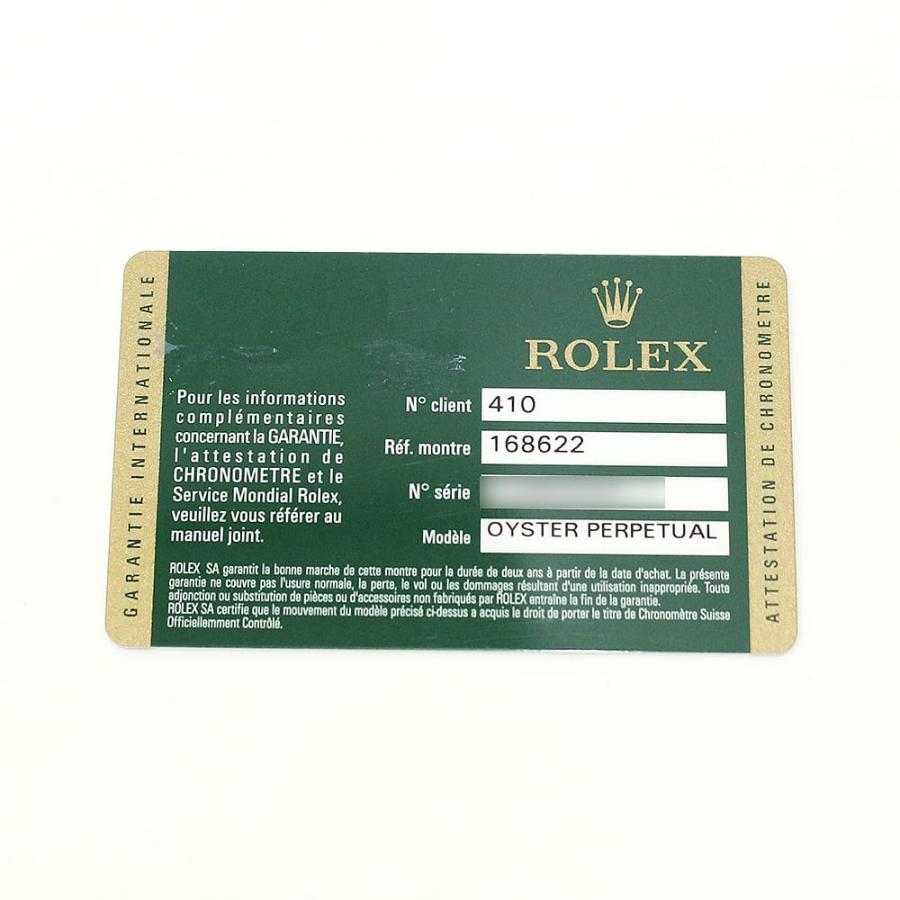 GARANTIE INTERNATIONALE
ROLEX
Pour les informations
complémentaires
concernant la GARANTIE,
l'attestation de
CHRONOMETRE et le
Service Mondial Rolex,
veuillez vous référer au
manuel joint.
N° client 410
Réf. montre 168622
N° série
Modèle OYSTER PERPETUAL
ROLEX SA garantit la bonne marche de cette montre pour la durée de deux ans à partir de la date d'achat. La présente
garantie ne couvre pas l'usure normale, la perte, le vol ou les dommages résultant d'une utilisation inappropriée. Toute
adjonction ou substitution de pièces ou d'accessoires non fabriqués par ROLEX entraîne la fin de la garantie.
ROLEX SA certifie que le mouvement du modèle précisé ci-dessus a acquis le droit de porter le titre de Chronomètre Suisse
Officiellemment Contrôlé.
ATTESTATION DE CHRONOMETRE